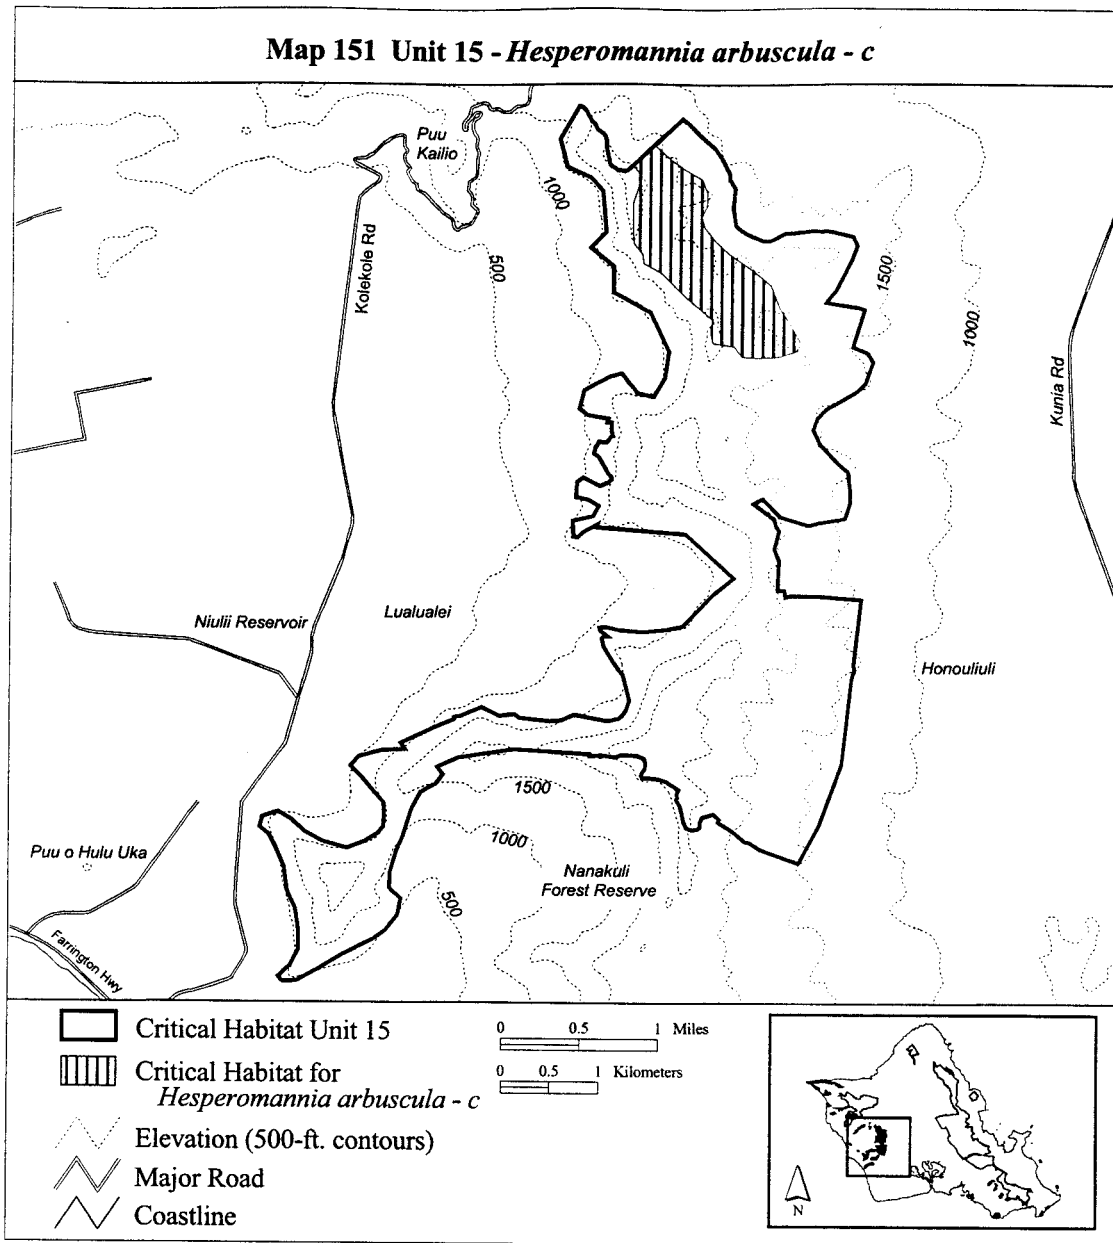 Map 151 Unit 15 - Hesperomannia arbuscula - c
Puu
Kailio
1000
500
Kolekole Rd
1500
1000
Kunia Rd
Niulii Reservoir
Lualualei
Honouliuli
1500
1000
500
Puu o Hulu Uka
Nanakuli
Forest Reserve
Farrington Hwy
Critical Habitat Unit 15
Critical Habitat for
Hesperomannia arbuscula - c
Elevation (500-ft. contours)
Major Road
Coastline
0 0.5 1 Miles
0 0.5 1 Kilometers
N